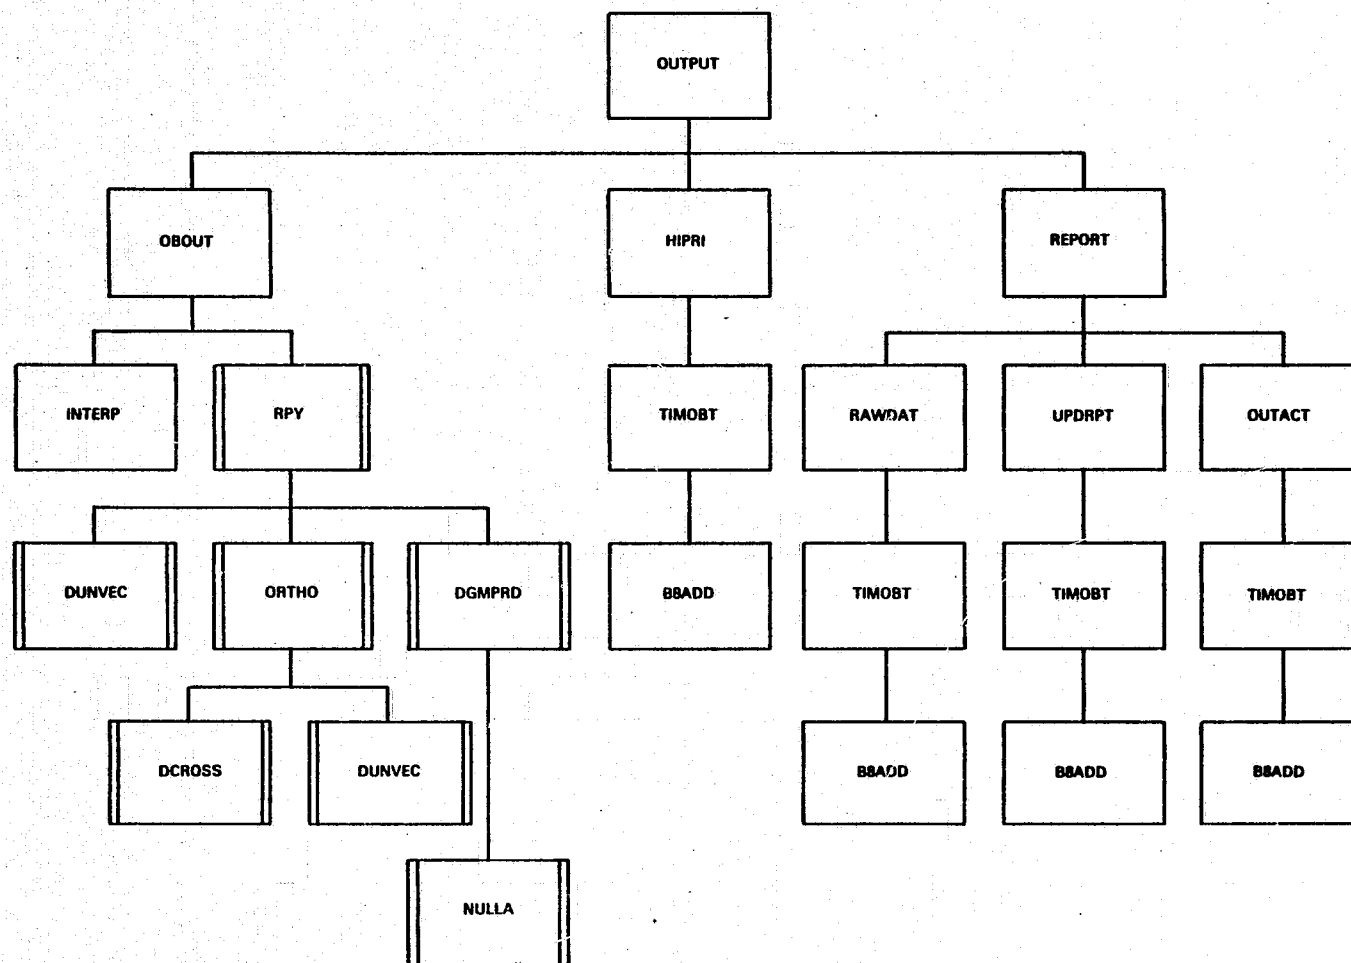 OUTPUT
OBOUT
HIPRI
REPORT
INTERP
RPY
TIMOBT
RAWDAT
UPDRPT
OUTACT
DUNVEC
ORTHO
DGMPRD
B8ADD
TIMOBT
TIMOBT
TIMOBT
DCROSS
DUNVEC
B8ADD
B8ADD
B8ADD
NULLA